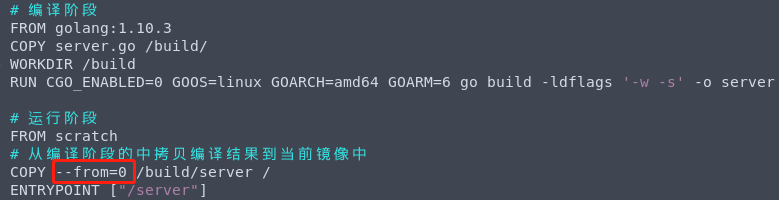 # 编译阶段
FROM golang:1.10.3
COPY server.go /build/
WORKDIR /build
RUN CGO_ENABLED=0 GOOS=linux GOARCH=amd64 GOARM=6 go build -ldflags '-w -s' -o server
# 运行阶段
FROM scratch
# 从编译阶段的中拷贝编译结果到当前镜像中
COPY --from=0 /build/server /
ENTRYPOINT ["/server"]